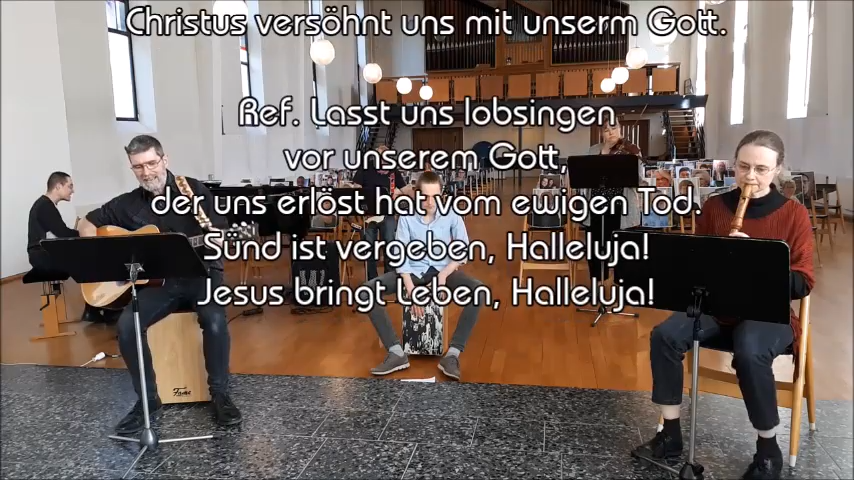 Christus versöhnt uns mit unserm Gott.
Ref. Lasst uns lobsingen
vor unserem Gott,
der uns erlöst hat vom ewigen Tod.
Sünd ist vergeben, Halleluja!
Jesus bringt Leben, Halleluja!